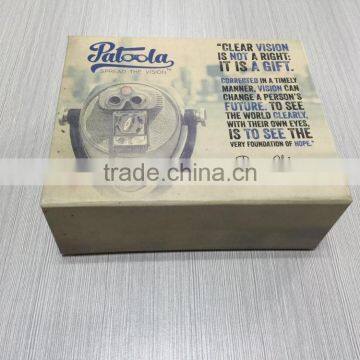 Patoola
SPREAD THE VISION™
"CLEAR VISION
IS NOT A RIGHT;
IT IS A GIFT.
CORRECTED IN A TIMELY
MANNER, VISION CAN
CHANGE A PERSON'S
FUTURE. TO SEE
THE WORLD CLEARLY,
WITH THEIR OWN EYES,
IS TO SEE THE
VERY FOUNDATION OF HOPE."
trade.china.cn